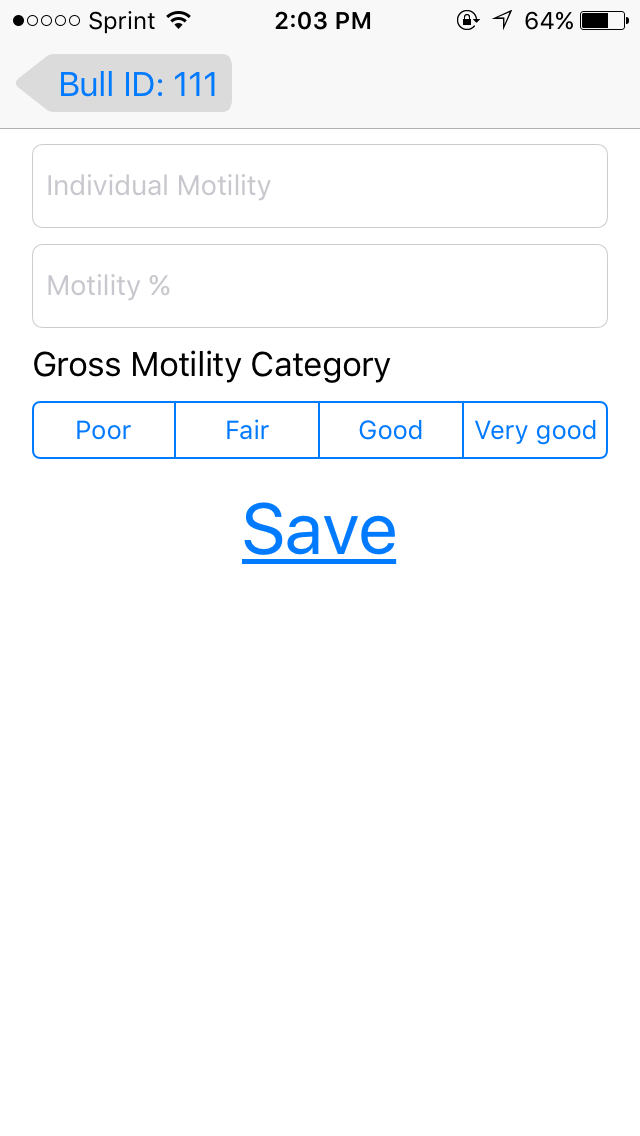 Sprint 2:03 PM 64%
Bull ID: 111
Individual Motility
Motility %
Gross Motility Category
Poor Fair Good Very good
Save